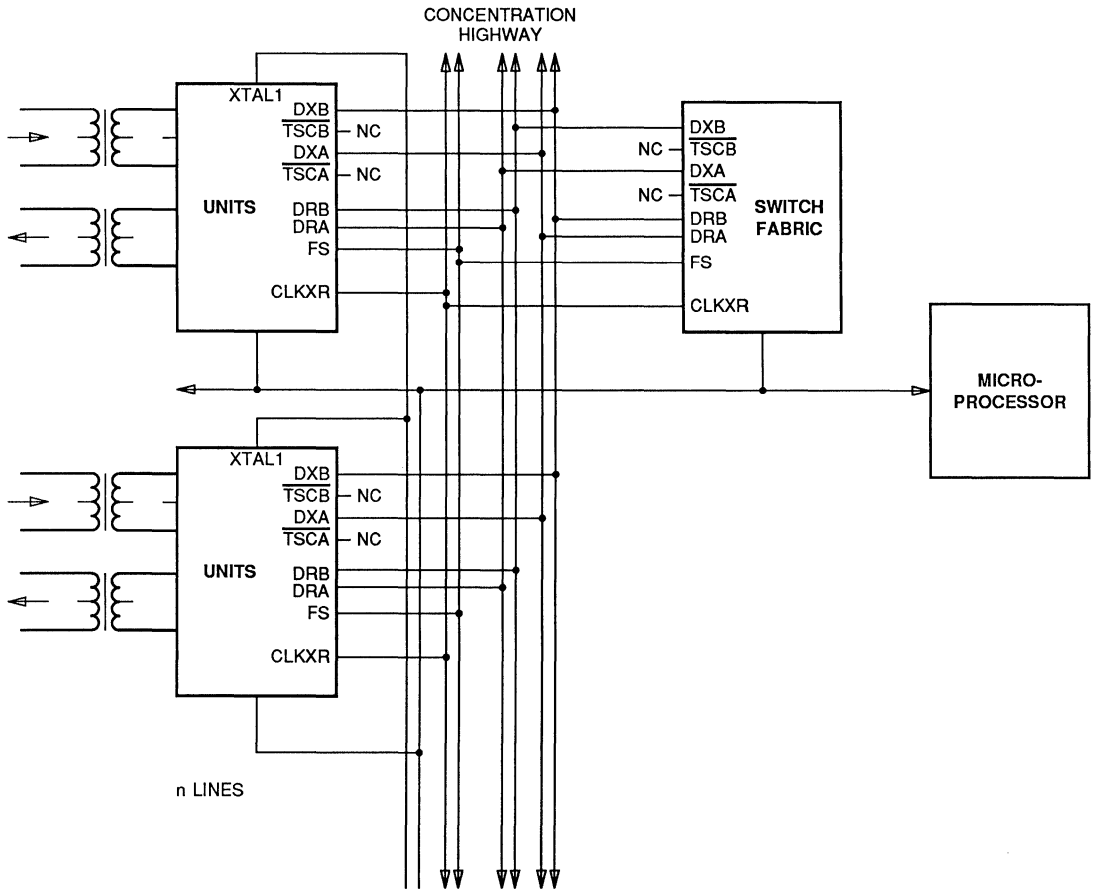 CONCENTRATION
HIGHWAY
XTAL1
DXB
TSCB NC
DXA
TSCA NC
UNITS
DRB
DRA
FS
CLKXR
DXB
NC TSCB
DXA
NC TSCA
SWITCH
FABRIC
DRB
DRA
FS
CLKXR
MICRO-
PROCESSOR
XTAL1
DXB
TSCB NC
DXA
TSCA NC
UNITS
DRB
DRA
FS
CLKXR
n LINES